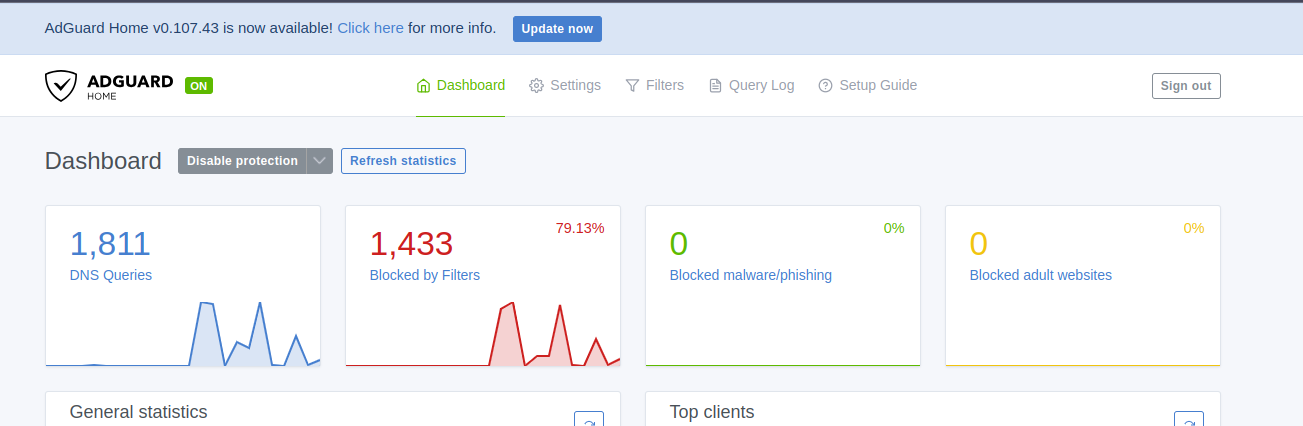 AdGuard Home v0.107.43 is now available! Click here for more info. Update now
ADGUARD HOME ON Dashboard Settings Filters Query Log Setup Guide Sign out
Dashboard Disable protection Refresh statistics
1,811
DNS Queries
79.13%
1,433
Blocked by Filters
0%
0
Blocked malware/phishing
0%
0
Blocked adult websites
General statistics
Top clients